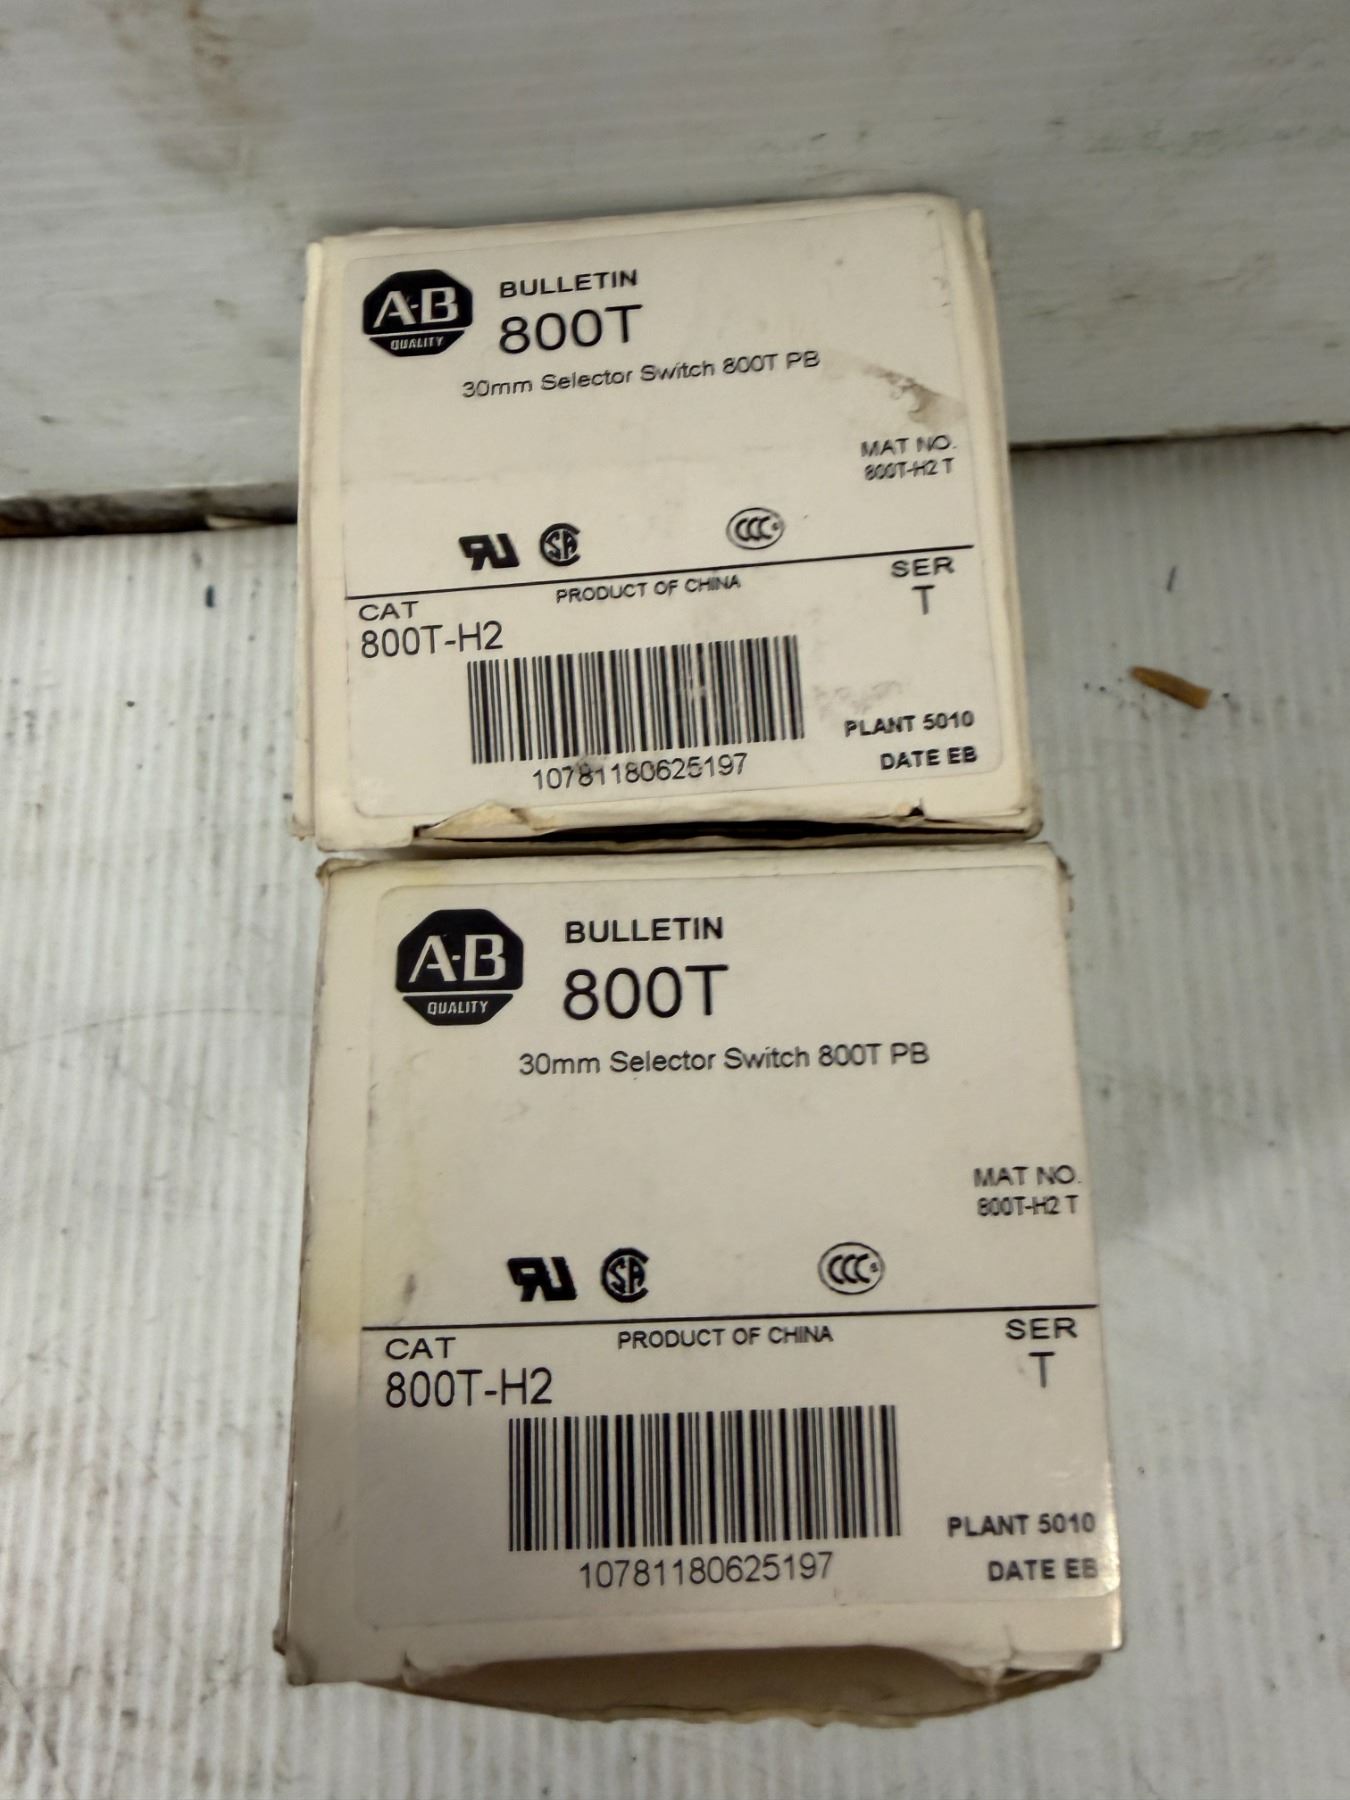 A-B
QUALITY
BULLETIN
800T
30mm Selector Switch 800T PB
MAT NO.
800T-H2 T
CAT
800T-H2
PRODUCT OF CHINA
SER
T
10781180625197
PLANT 5010
DATE EB
A-B
QUALITY
BULLETIN
800T
30mm Selector Switch 800T PB
MAT NO.
800T-H2 T
CAT
800T-H2
PRODUCT OF CHINA
SER
T
10781180625197
PLANT 5010
DATE EB